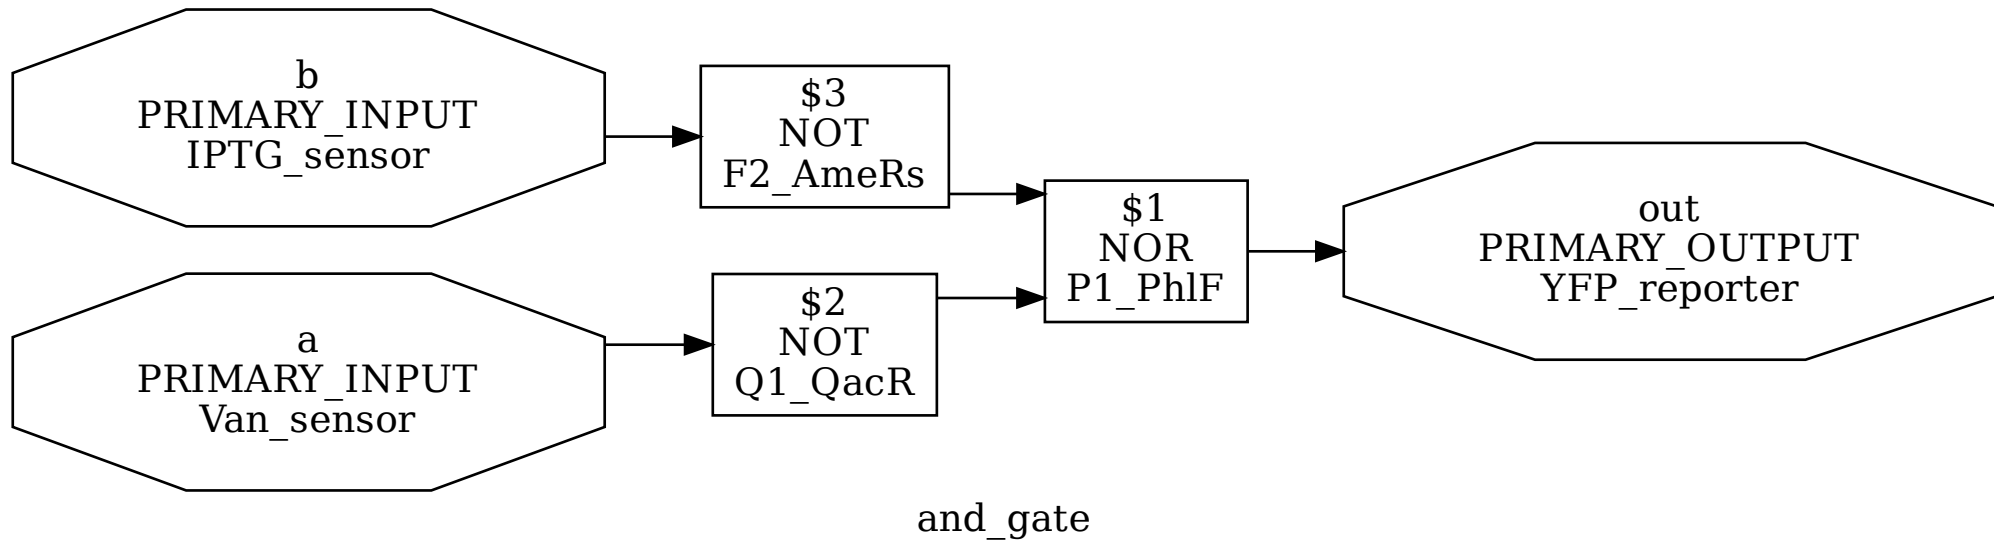 b
PRIMARY_INPUT
IPTG_sensor
$3
NOT
F2_AmeRs
a
PRIMARY_INPUT
Van_sensor
$2
NOT
Q1_QacR
$1
NOR
P1_PhlF
out
PRIMARY_OUTPUT
YFP_reporter
and_gate